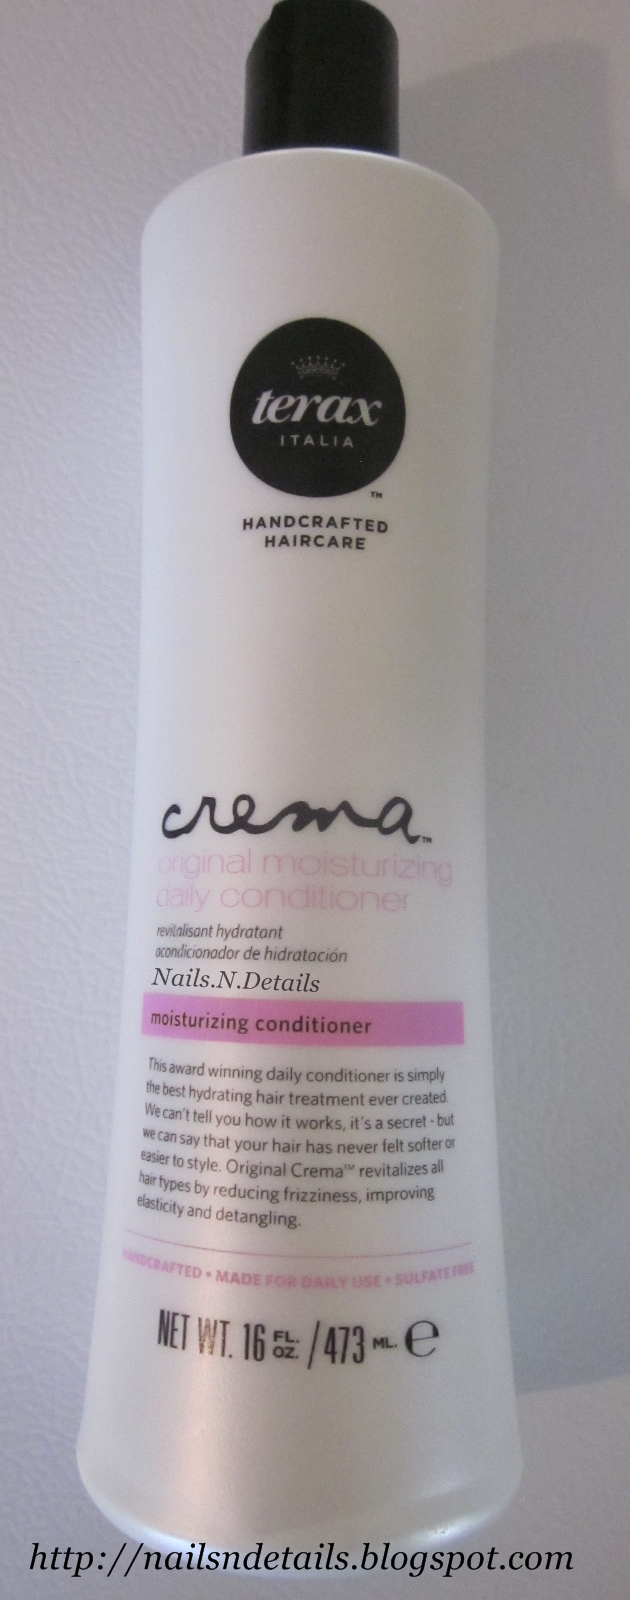 terax
ITALIA
TM
HANDCRAFTED
HAIRCARE
crema™
original moisturizing
daily conditioner
revitalisant hydratant
acondicionador de hidratación
Nails.N.Details
moisturizing conditioner
This award winning daily conditioner is simply
the best hydrating hair treatment ever created.
We can't tell you how it works, it's a secret - but
we can say that your hair has never felt softer or
easier to style. Original Crema™ revitalizes all
hair types by reducing frizziness, improving
elasticity and detangling.
HANDCRAFTED • MADE FOR DAILY USE • SULFATE FREE
NET WT. 16 FL. OZ. / 473 ML. e
http://nailsndetails.blogspot.com